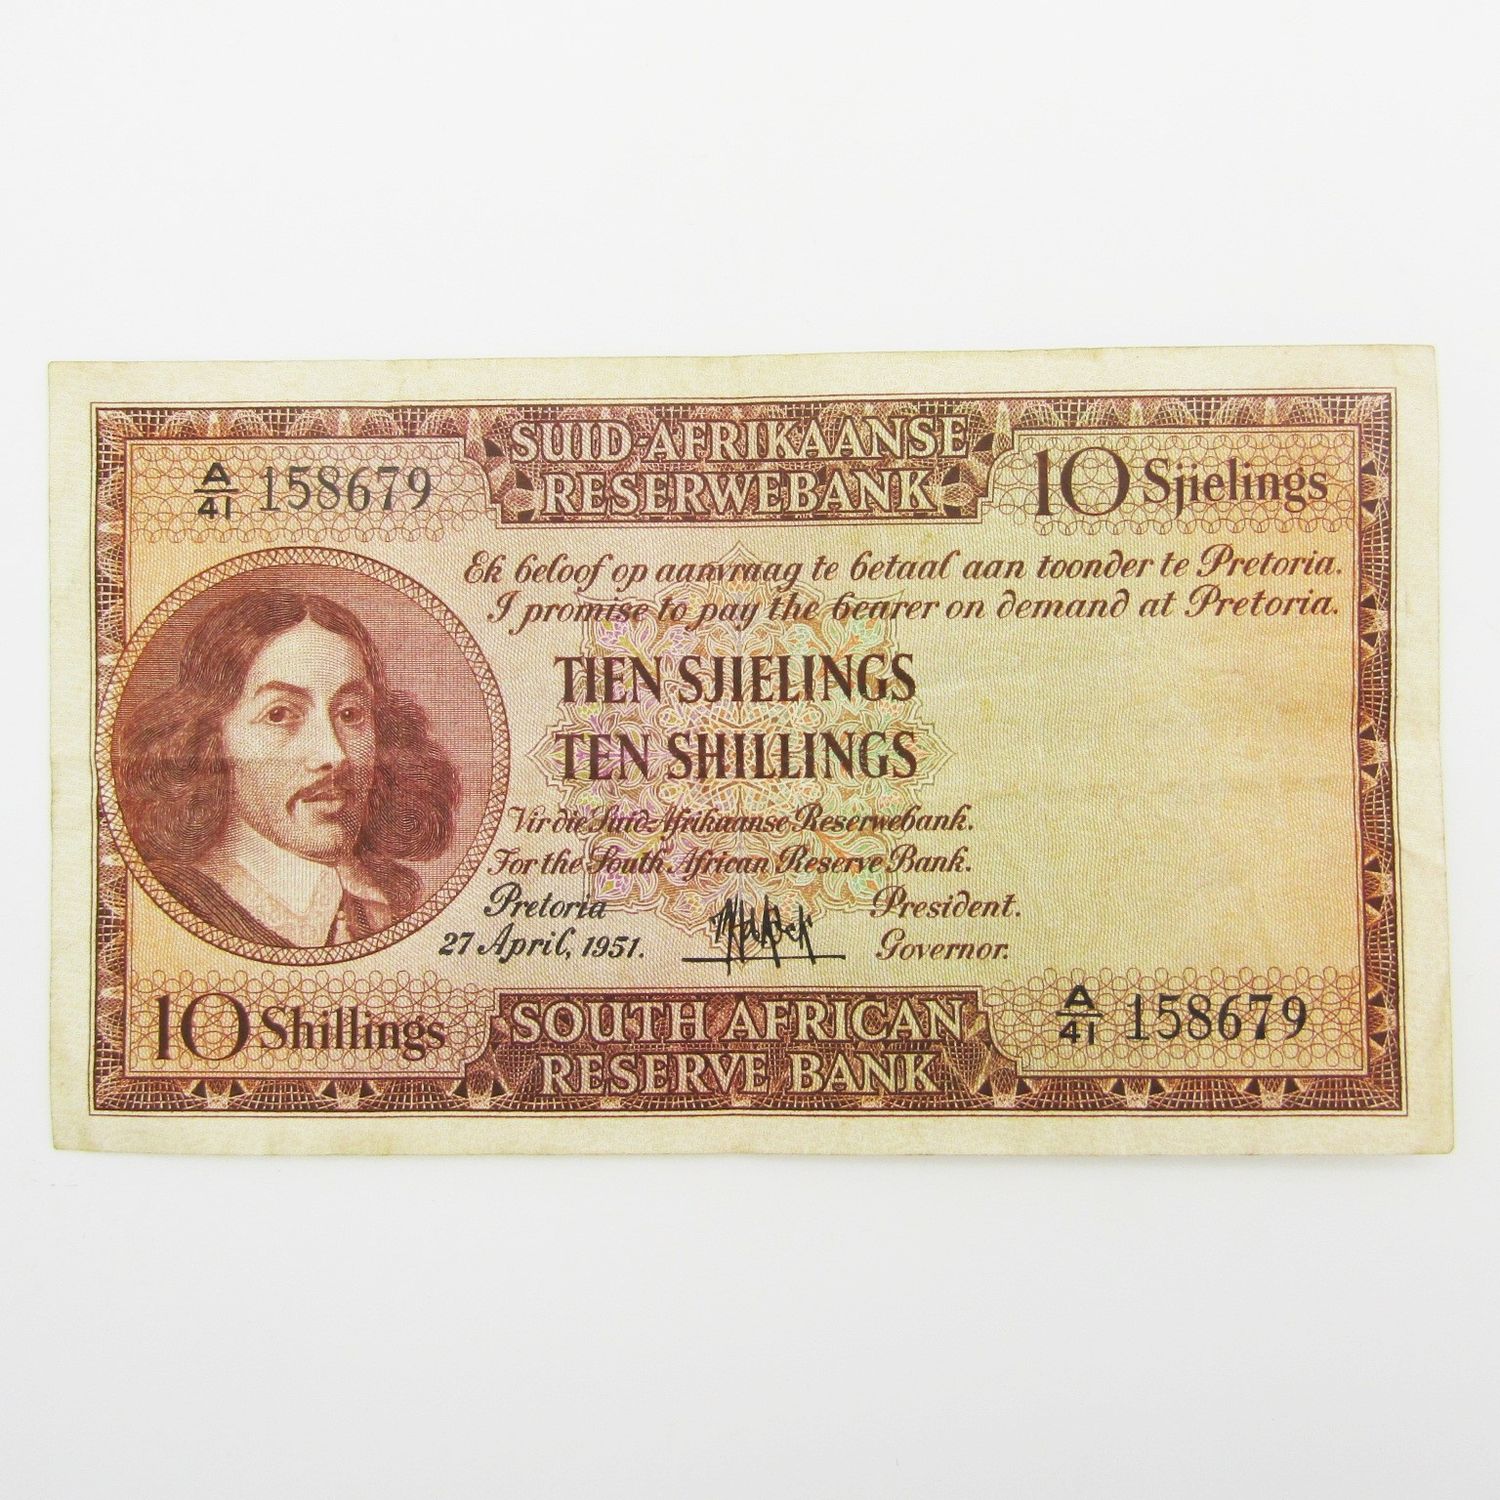 SUID-AFRIKAANSE
RESERWEBANK
A/41 158679
10 Sjielings
Ek beloof op aanvraag te betaal aan toonder te Pretoria.
I promise to pay the bearer on demand at Pretoria.
TIEN SJIELINGS
TEN SHILLINGS
Vir die Suid-Afrikaanse Reserwebank.
For the South African Reserve Bank.
Pretoria
President.
27 April, 1951.
Governor.
10 Shillings
SOUTH AFRICAN
RESERVE BANK
A/41 158679